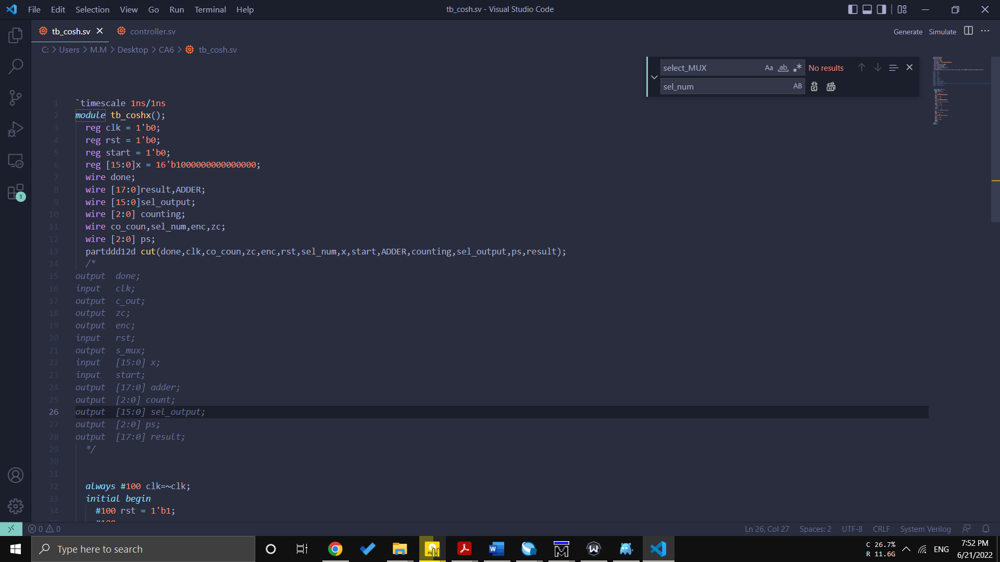 File Edit Selection View Go Run Terminal Help
tb_cosh.sv - Visual Studio Code
tb_cosh.sv controller.sv
Generate Simulate
C: > Users > M.M > Desktop > CA6 > tb_cosh.sv
select_MUX Aa ab .* No results
sel_num AB
1 `timescale 1ns/1ns
2 module tb_coshx();
3 reg clk = 1'b0;
4 reg rst = 1'b0;
5 reg start = 1'b0;
6 reg [15:0]x = 16'b1000000000000000;
7 wire done;
8 wire [17:0]result,ADDER;
9 wire [15:0]sel_output;
10 wire [2:0] counting;
11 wire co_coun,sel_num,enc,zc;
12 wire [2:0] ps;
13 partddd12d cut(done,clk,co_coun,zc,enc,rst,sel_num,x,start,ADDER,counting,sel_output,ps,result);
14 /*
15 output done;
16 input clk;
17 output c_out;
18 output zc;
19 output enc;
20 input rst;
21 output s_mux;
22 input [15:0] x;
23 input start;
24 output [17:0] adder;
25 output [2:0] count;
26 output [15:0] sel_output;
27 output [2:0] ps;
28 output [17:0] result;
29 */
30
31
32 always #100 clk=~clk;
33 initial begin
34 #100 rst = 1'b1;
35 #100
1
0 0
Ln 26, Col 27 Spaces: 2 UTF-8 CRLF System Verilog
Type here to search
C 26.7%
R 11.6G
ENG
7:52 PM
6/21/2022